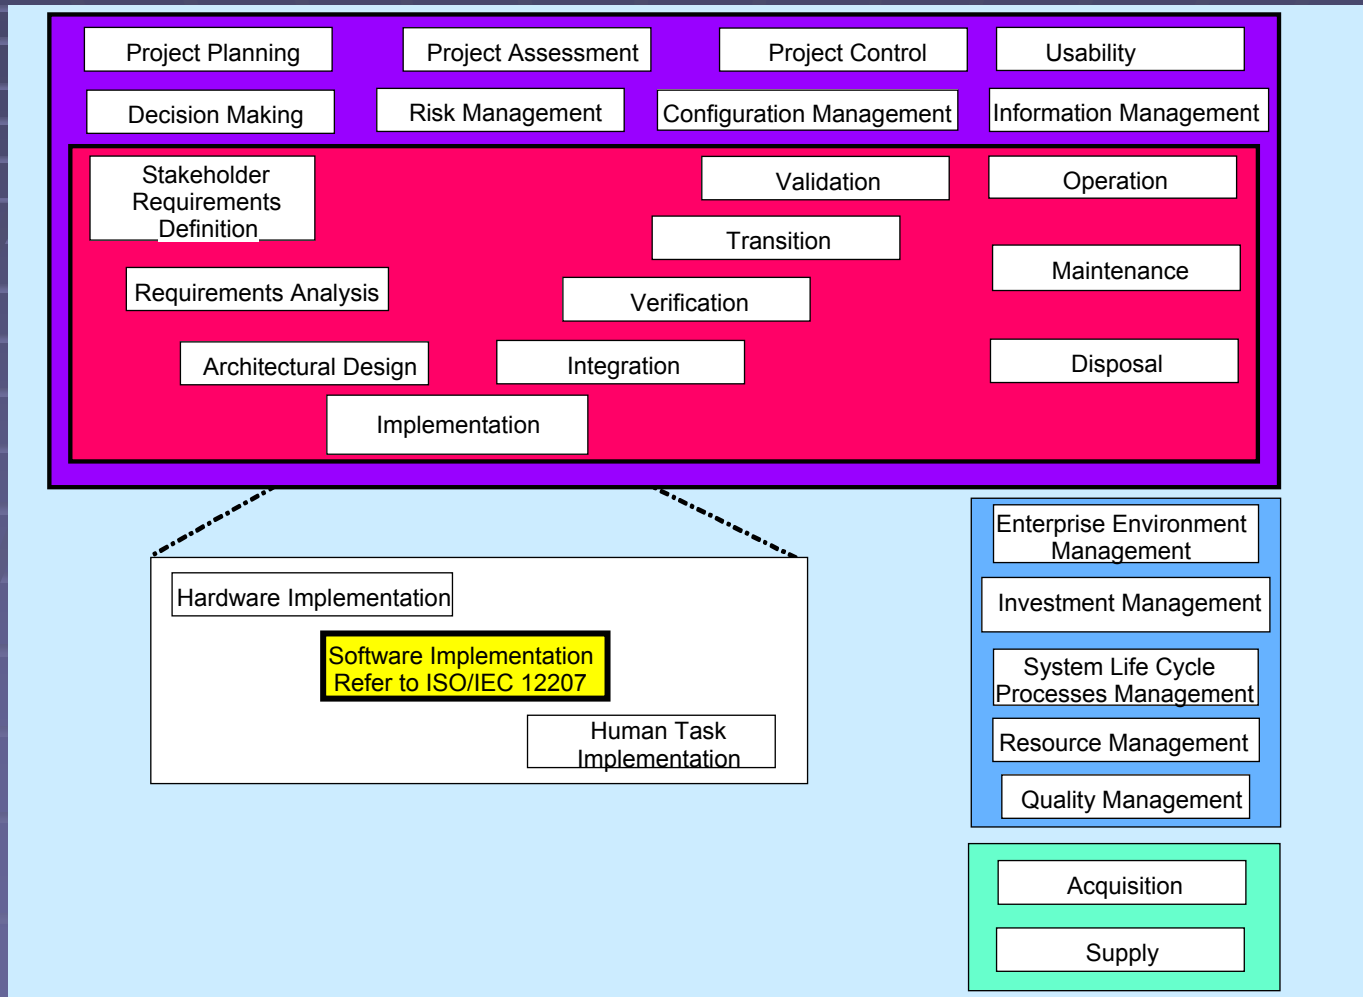 Project Planning
Project Assessment
Project Control
Usability
Decision Making
Risk Management
Configuration Management
Information Management
Stakeholder
Requirements
Definition
Validation
Operation
Transition
Requirements Analysis
Verification
Maintenance
Architectural Design
Integration
Disposal
Implementation
Hardware Implementation
Software Implementation
Refer to ISO/IEC 12207
Human Task
Implementation
Enterprise Environment
Management
Investment Management
System Life Cycle
Processes Management
Resource Management
Quality Management
Acquisition
Supply